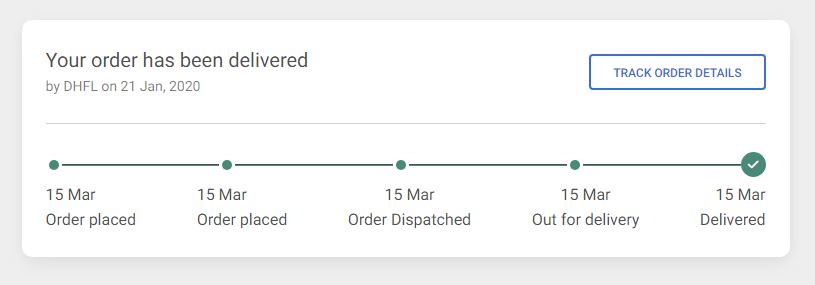 Your order has been delivered
by DHFL on 21 Jan, 2020
TRACK ORDER DETAILS
15 Mar
Order placed
15 Mar
Order placed
15 Mar
Order Dispatched
15 Mar
Out for delivery
15 Mar
Delivered